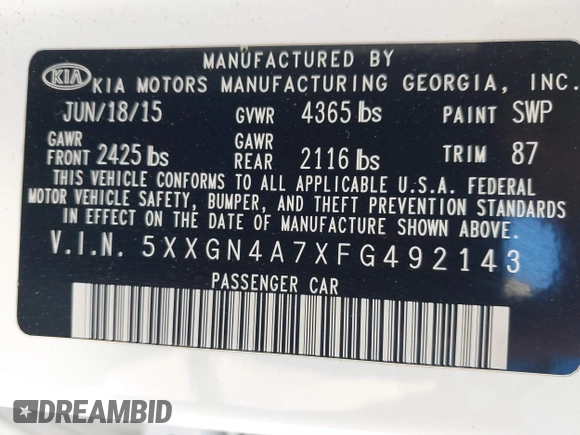 MANUFACTURED BY
KIA KIA MOTORS MANUFACTURING GEORGIA, INC.
JUN/18/15 GVWR 4365 lbs PAINT SWP
GAWR FRONT 2425 lbs GAWR REAR 2116 lbs TRIM 87
THIS VEHICLE CONFORMS TO ALL APPLICABLE U.S.A. FEDERAL
MOTOR VEHICLE SAFETY, BUMPER, AND THEFT PREVENTION STANDARDS
IN EFFECT ON THE DATE OF MANUFACTURE SHOWN ABOVE.
V.I.N. 5XXGN4A7XFG492143
PASSENGER CAR
DREAMBID